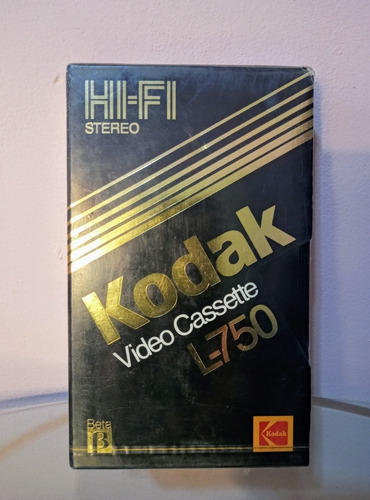 HI-FI
STEREO
Kodak
Video Cassette
L-750
Beta
β
Kodak